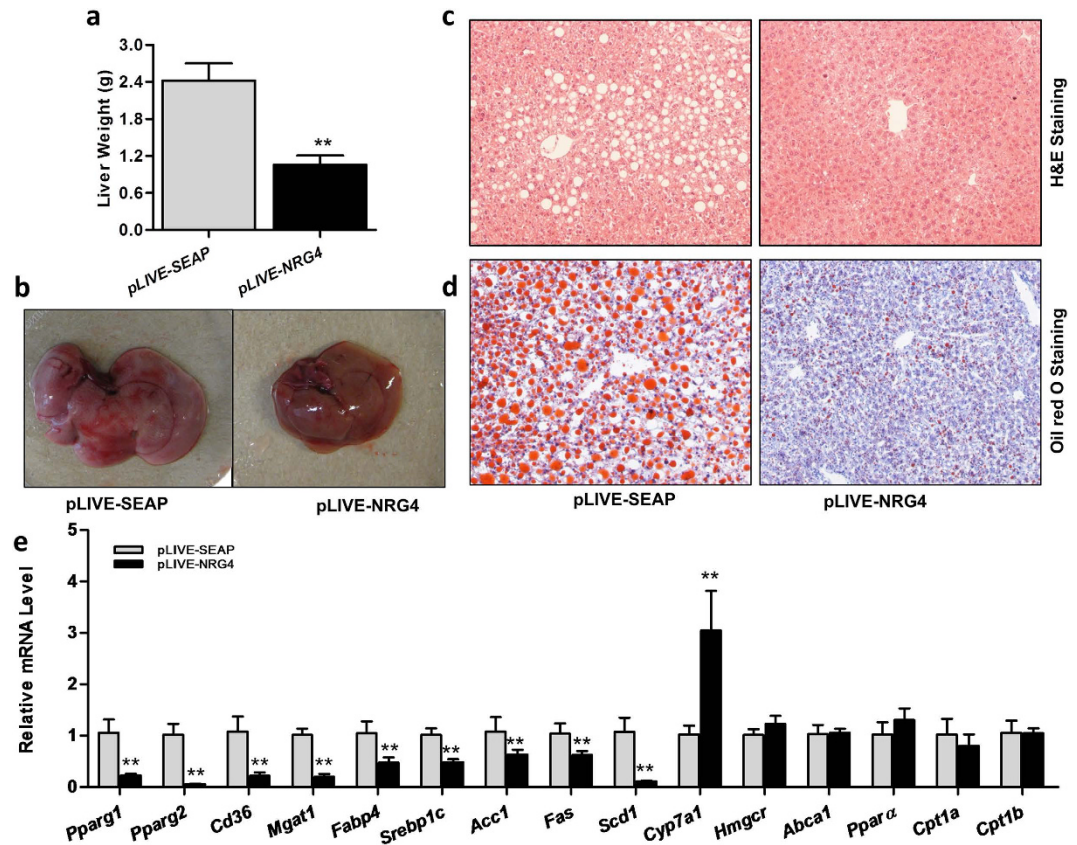 a
Liver Weight (g)
3.0
2.4
1.8
1.2
0.6
0.0
**
pLIVE-SEAP
pLIVE-NRG4
b
pLIVE-SEAP
pLIVE-NRG4
c
H&E Staining
d
Oil red O Staining
pLIVE-SEAP
pLIVE-NRG4
e
pLIVE-SEAP
pLIVE-NRG4
Relative mRNA Level
5
4
3
2
1
0
** ** ** ** ** ** ** ** ** **
Pparg1 Pparg2 Cd36 Mgat1 Fabp4 Srebp1c Acc1 Fas Scd1 Cyp7a1 Hmgcr Abca1 Pparα Cpt1a Cpt1b